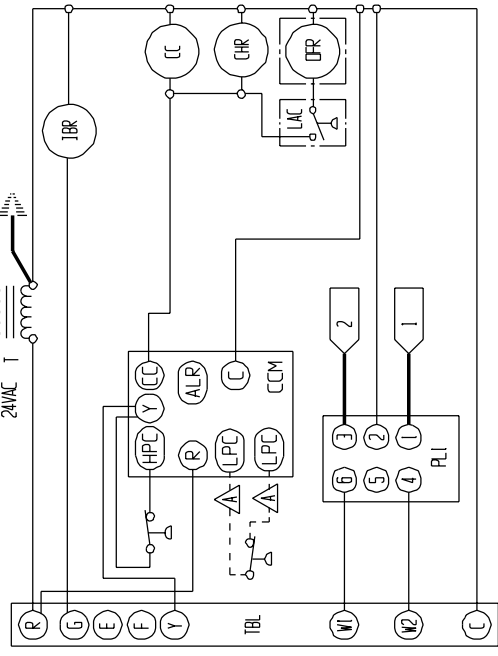 24VAC T
R
G
E
F
Y
TBL
W1
W2
C
IBR
HPC Y CC
R ALR
A LPC C
A LPC CCM
6 3 2
5 2
4 1 1
PL1
CC
CHR
LAC DFR